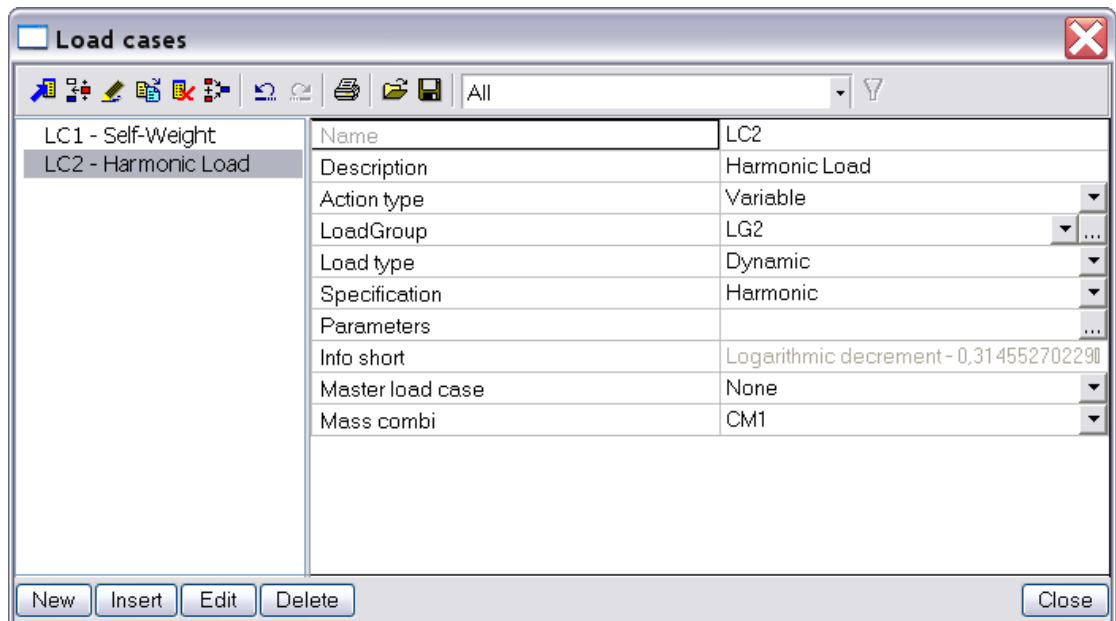 Load cases
All
LC1 - Self-Weight
LC2 - Harmonic Load
Name LC2
Description Harmonic Load
Action type Variable
LoadGroup LG2 ...
Load type Dynamic
Specification Harmonic
Parameters ...
Info short Logarithmic decrement - 0,314552702290
Master load case None
Mass combi CM1
New Insert Edit Delete Close